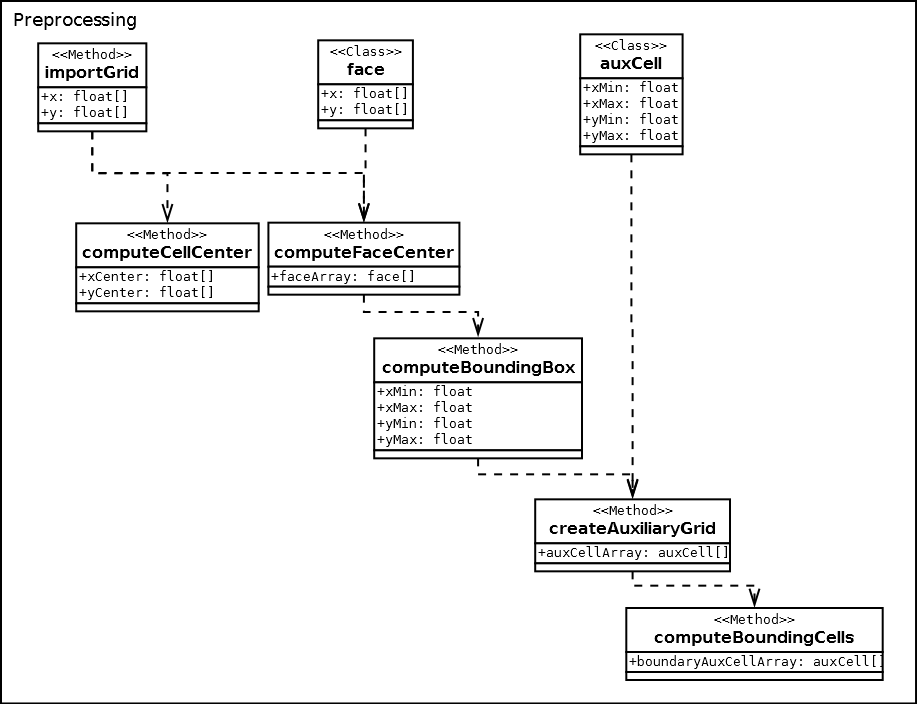 Preprocessing
<<Method>>
importGrid
+x: float[]
+y: float[]
<<Class>>
face
+x: float[]
+y: float[]
<<Class>>
auxCell
+xMin: float
+xMax: float
+yMin: float
+yMax: float
<<Method>>
computeCellCenter
+xCenter: float[]
+yCenter: float[]
<<Method>>
computeFaceCenter
+faceArray: face[]
<<Method>>
computeBoundingBox
+xMin: float
+xMax: float
+yMin: float
+yMax: float
<<Method>>
createAuxiliaryGrid
+auxCellArray: auxCell[]
<<Method>>
computeBoundingCells
+boundaryAuxCellArray: auxCell[]